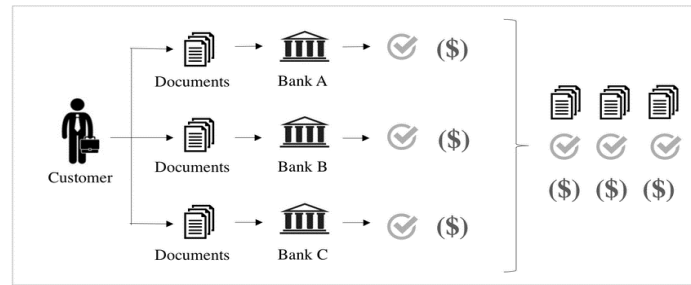 ($)
Documents Bank A
($)
Customer Documents Bank B
($) ($) ($)
($)
Documents Bank C